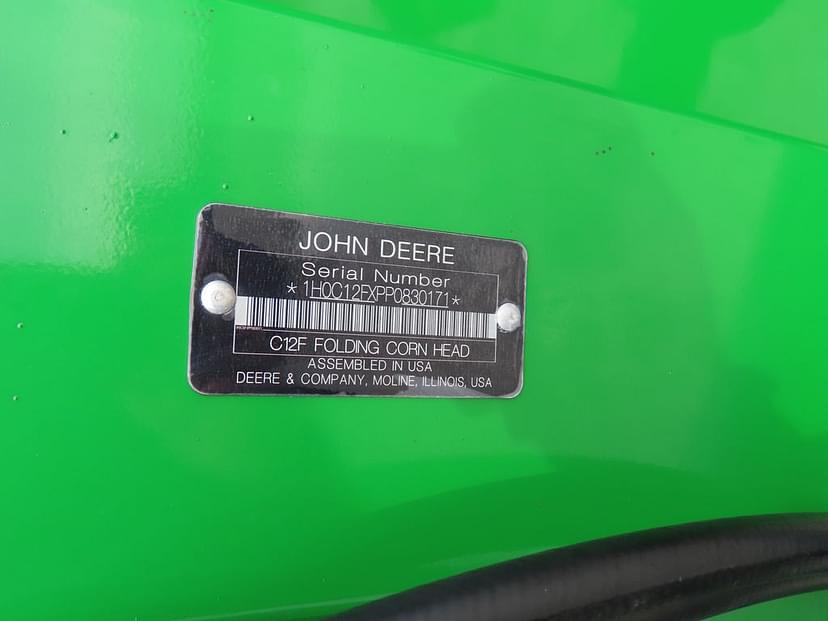 JOHN DEERE
Serial Number
*1H0C12FXPP0830171*
C12F FOLDING CORN HEAD
ASSEMBLED IN USA
DEERE & COMPANY, MOLINE, ILLINOIS, USA